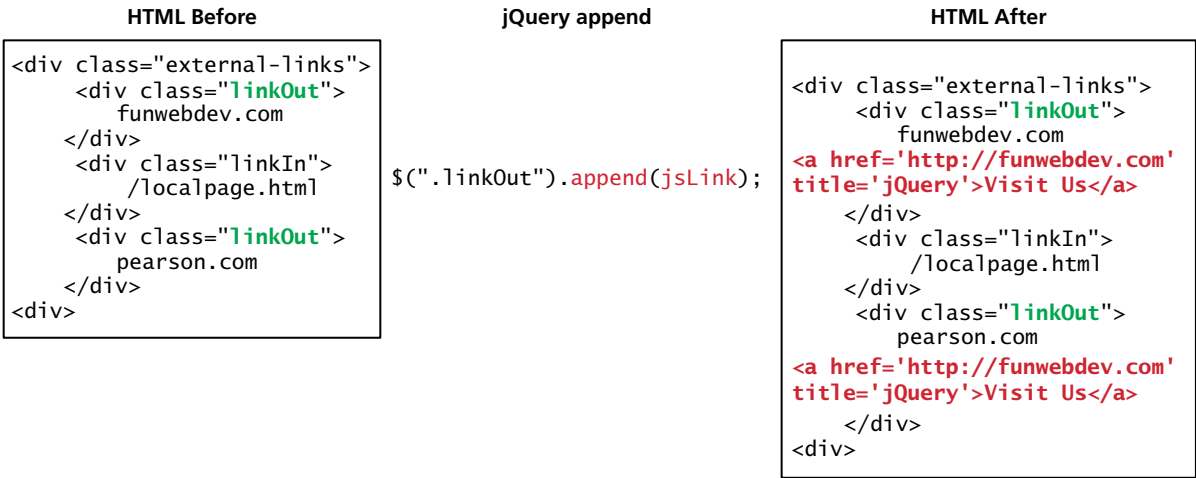 HTML Before
<div class="external-links">
<div class="linkOut">
funwebdev.com
</div>
<div class="linkIn">
/localpage.html
</div>
<div class="linkOut">
pearson.com
</div>
<div>
jQuery append
$(".linkOut").append(jsLink);
HTML After
<div class="external-links">
<div class="linkOut">
funwebdev.com
<a href='http://funwebdev.com'
title='jQuery'>Visit Us</a>
</div>
<div class="linkIn">
/localpage.html
</div>
<div class="linkOut">
pearson.com
<a href='http://funwebdev.com'
title='jQuery'>Visit Us</a>
</div>
<div>